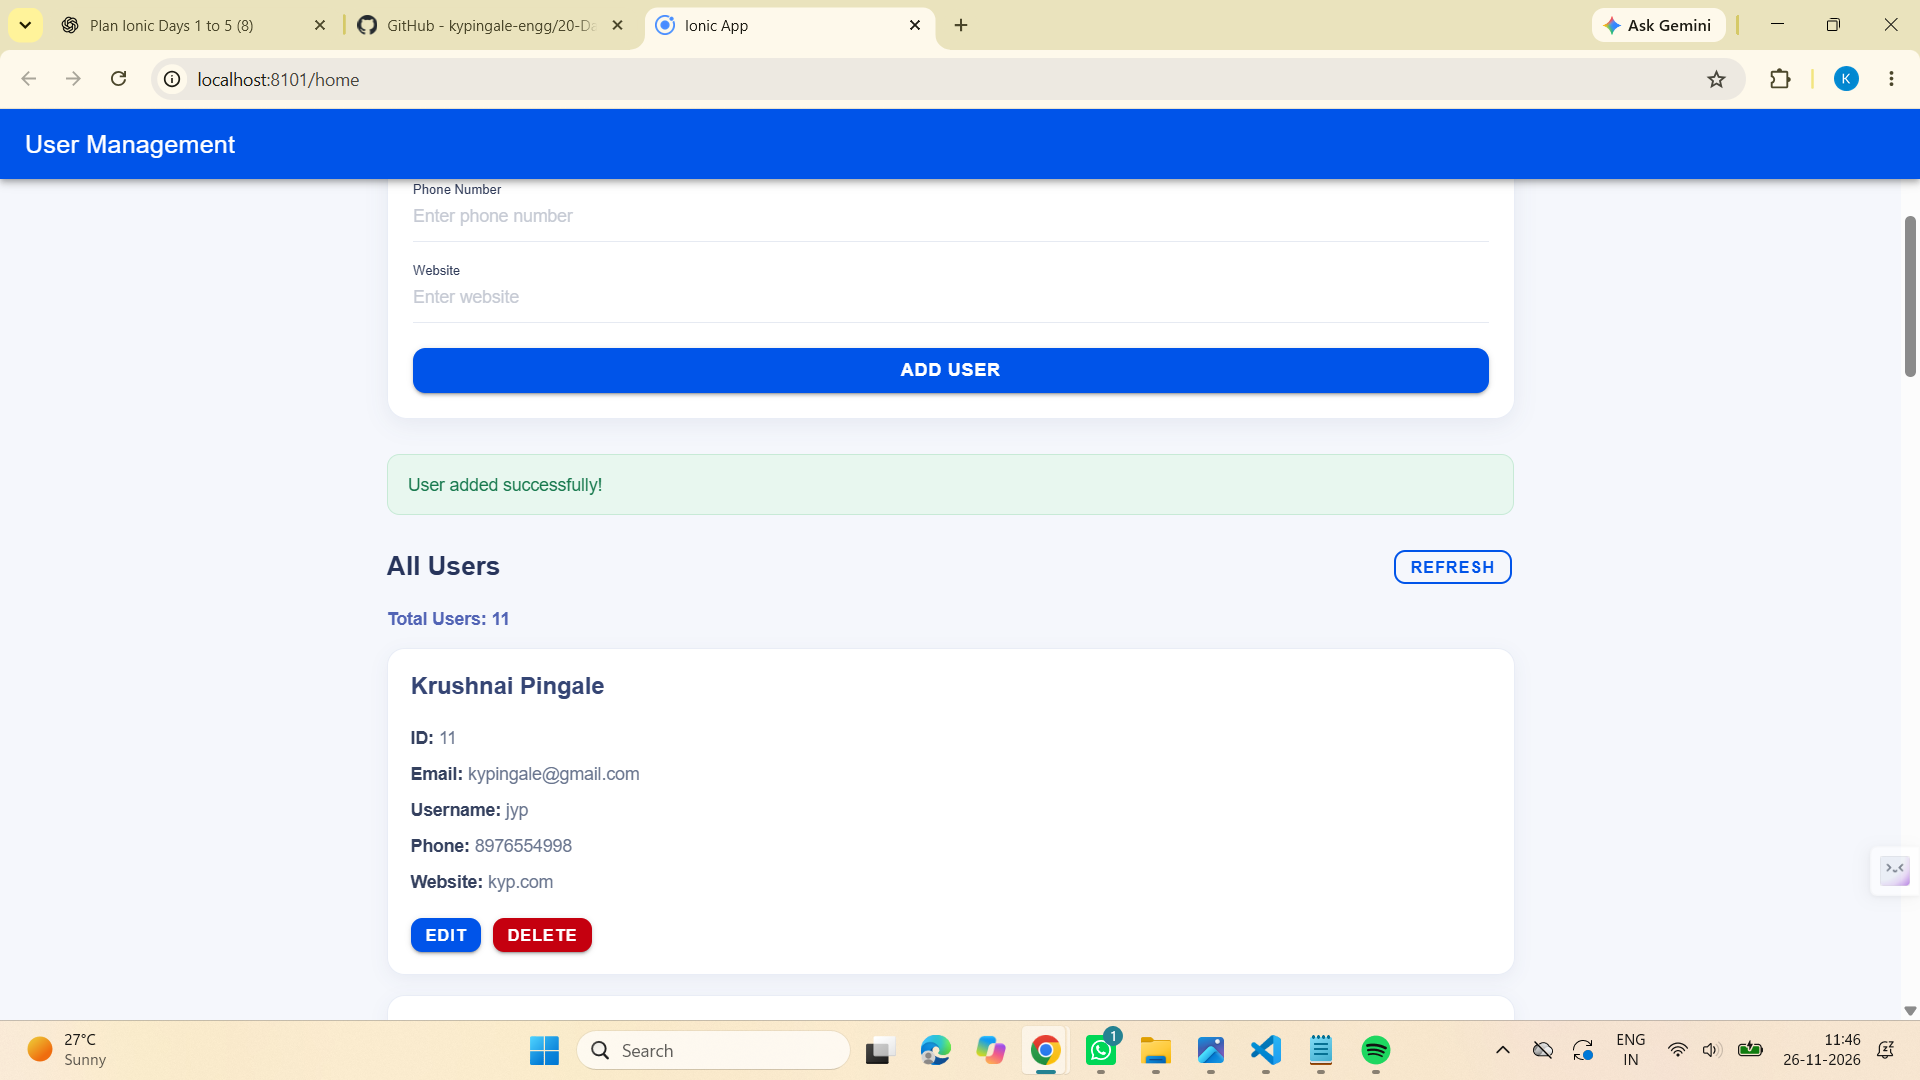 Plan Ionic Days 1 to 5 (8)
GitHub - kypingale-engg/20-Da
Ionic App
Ask Gemini
localhost:8101/home
K
User Management
Phone Number
Enter phone number
Website
Enter website
ADD USER
User added successfully!
All Users
REFRESH
Total Users: 11
Krushnai Pingale
ID: 11
Email: kypingale@gmail.com
Username: jyp
Phone: 8976554998
Website: kyp.com
EDIT
DELETE
27°C
Sunny
Search
1
ENG
IN
11:46
26-11-2026